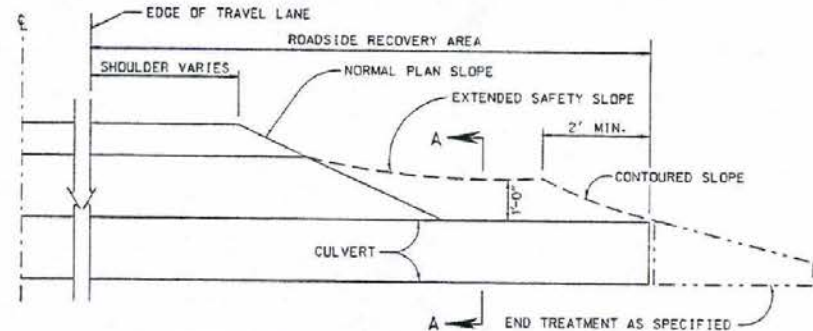 ℄
EDGE OF TRAVEL LANE
ROADSIDE RECOVERY AREA
SHOULDER VARIES
NORMAL PLAN SLOPE
EXTENDED SAFETY SLOPE
2' MIN.
A
CONTOURED SLOPE
1'-0"
CULVERT
A
END TREATMENT AS SPECIFIED